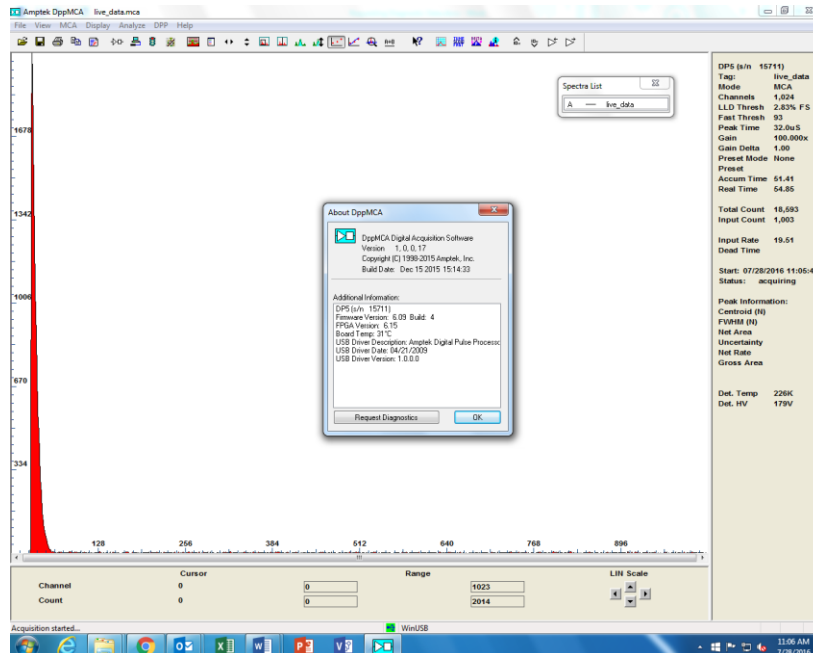 Amptek DppMCA live_data.mca
File View MCA Display Analyze DPP Help
1678
1342
1006
670
334
128 256 384 512 640 768 896
Spectra List
A — live_data
About DppMCA
DppMCA Digital Acquisition Software
Version 1, 0, 0, 17
Copyright (C) 1998-2015 Amptek, Inc.
Build Date: Dec 15 2015 15:14:33
Additional Information:
DP5 (s/n 15711)
Firmware Version: 6.09 Build: 4
FPGA Version: 6.15
Board Temp: 31°C
USB Driver Description: Amptek Digital Pulse Processo
USB Driver Date: 04/21/2009
USB Driver Version: 1.0.0.0
Request Diagnostics OK
DP5 (s/n 15711)
Tag: live_data
Mode MCA
Channels 1,024
LLD Thresh 2.83% FS
Fast Thresh 93
Peak Time 32.0uS
Gain 100.000x
Gain Delta 1.00
Preset Mode None
Preset
Accum Time 51.41
Real Time 54.85
Total Count 18,593
Input Count 1,003
Input Rate 19.51
Dead Time
Start: 07/28/2016 11:05:4
Status: acquiring
Peak Information:
Centroid (N)
FWHM (N)
Net Area
Uncertainty
Net Rate
Gross Area
Det. Temp 226K
Det. HV 179V
Cursor Range LIN Scale
Channel 0 0 1023
Count 0 0 2014
Acquisition started... WinUSB
11:06 AM
7/28/2016